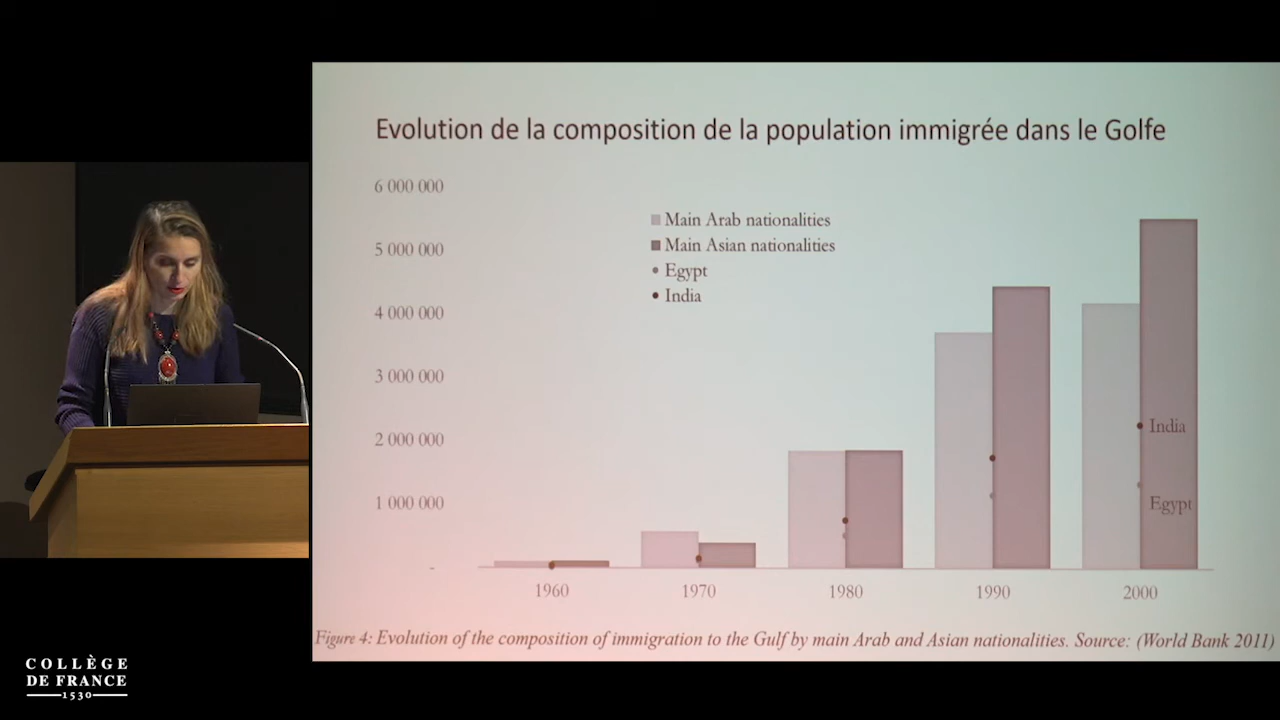 Evolution de la composition de la population immigrée dans le Golfe
6 000 000
5 000 000
4 000 000
3 000 000
2 000 000
1 000 000
-
Main Arab nationalities
Main Asian nationalities
Egypt
India
India
Egypt
1960
1970
1980
1990
2000
Figure 4: Evolution of the composition of immigration to the Gulf by main Arab and Asian nationalities. Source: (World Bank 2011)
COLLÈGE
DE FRANCE
1530